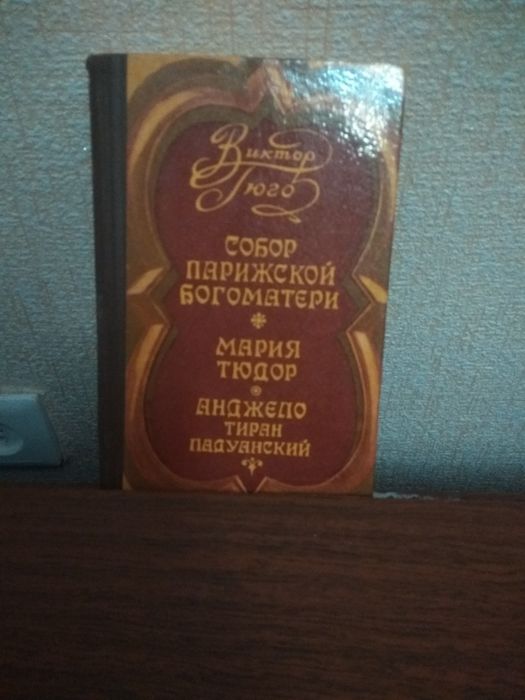 Виктор
Гюго
СОБОР
ПАРИЖСКОЙ
БОГОМАТЕРИ
МАРИЯ
ТЮДОР
АНДЖЕЛО
ТИРАН
ПАДУАНСКИЙ